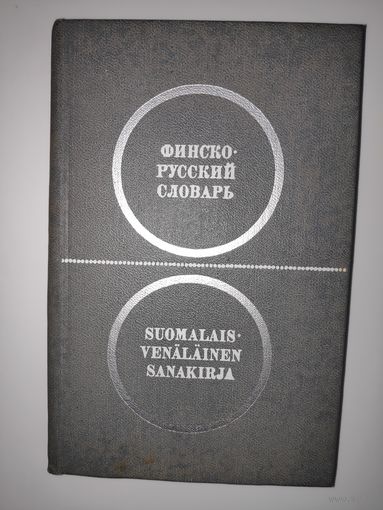 ФИНСКО-
РУССКИЙ
СЛОВАРЬ
SUOMALAIS-
VENÄLÄINEN
SANAKIRJA